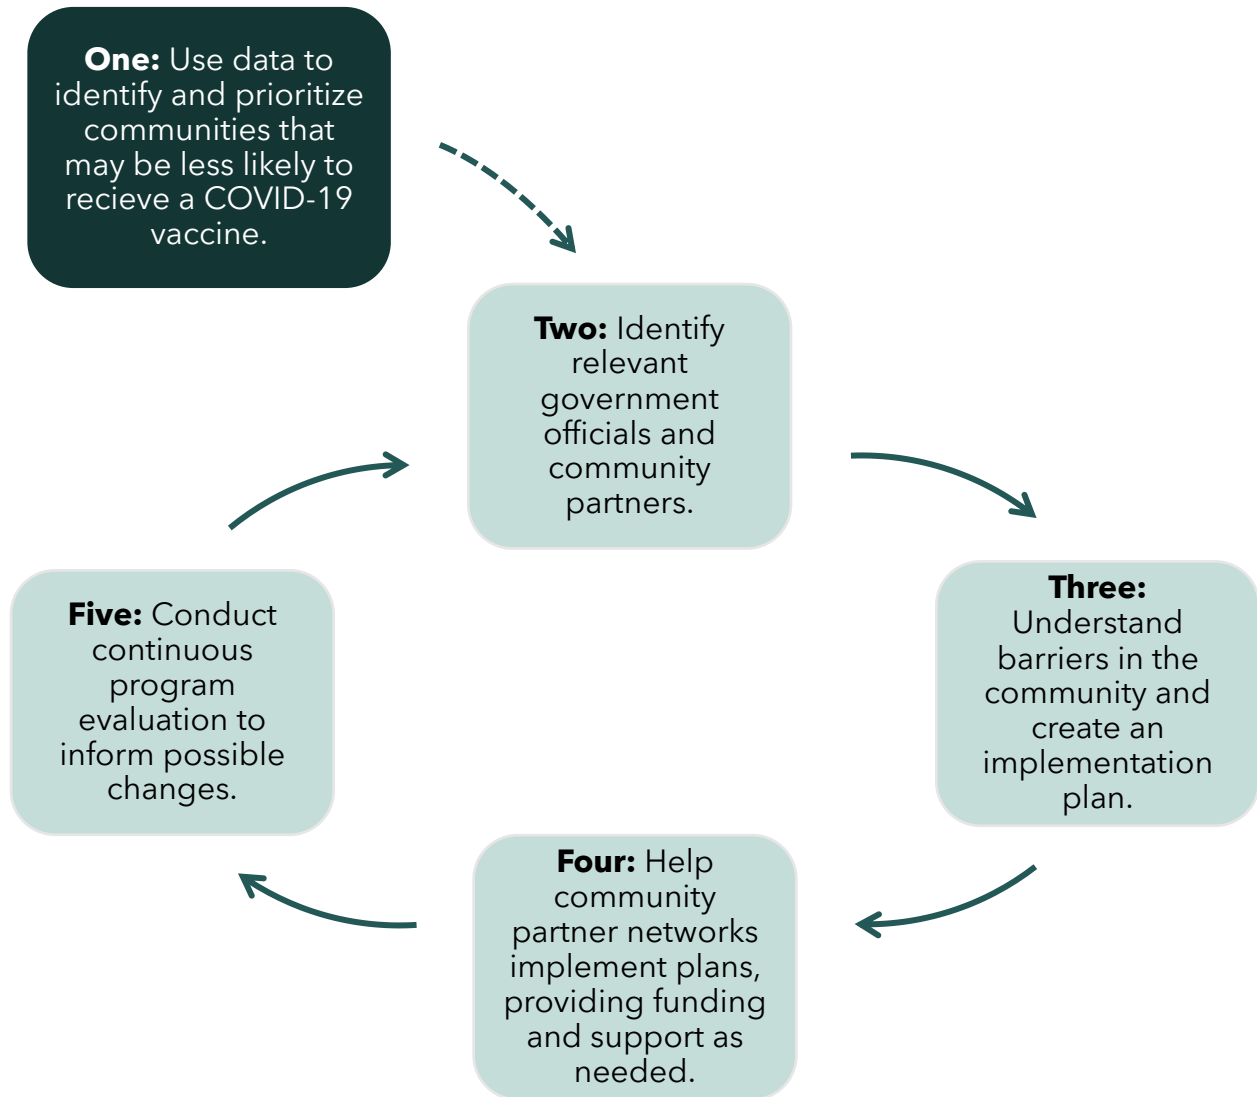 One: Use data to
identify and prioritize
communities that
may be less likely to
recieve a COVID-19
vaccine.
Two: Identify
relevant
government
officials and
community
partners.
Three:
Understand
barriers in the
community and
create an
implementation
plan.
Four: Help
community
partner networks
implement plans,
providing funding
and support as
needed.
Five: Conduct
continuous
program
evaluation to
inform possible
changes.